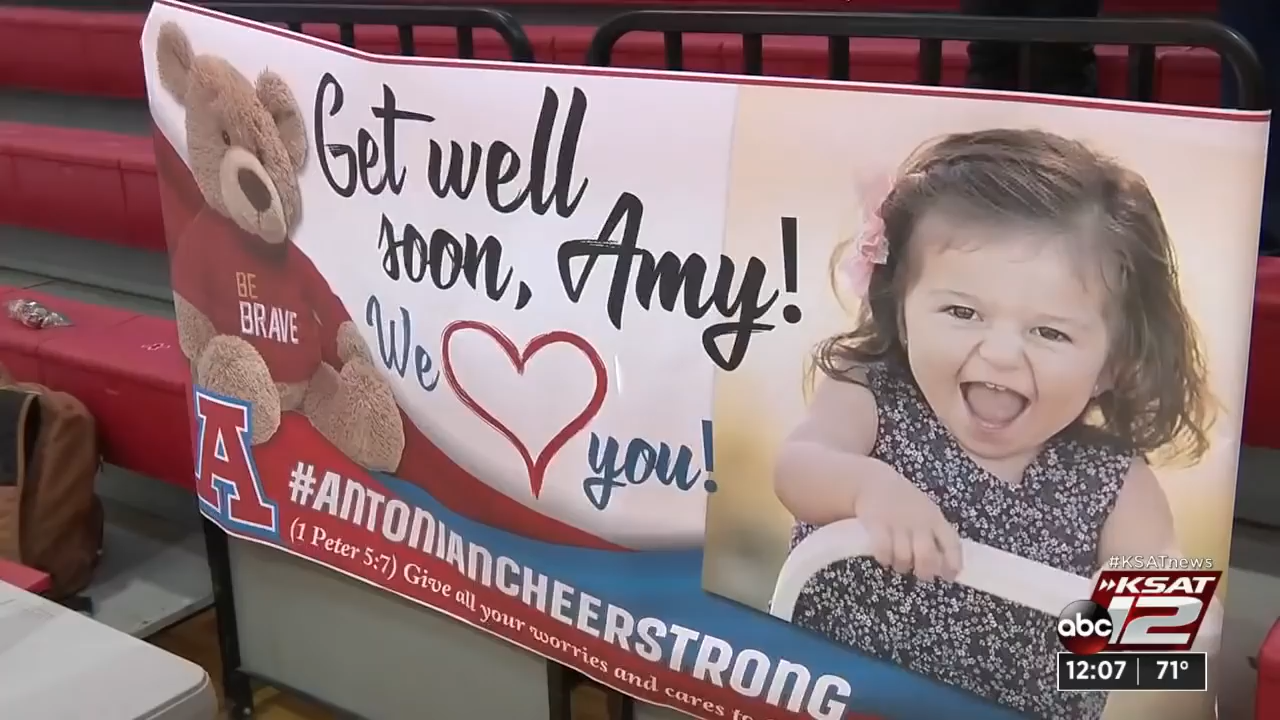 Get well
soon, Amy!
We
you!
BE
BRAVE
A
#ANTONIANCHEERSTRONG
(1 Peter 5:7) Give all your worries and cares to
#KSATnews
KSAT
abc 12
12:07 71°